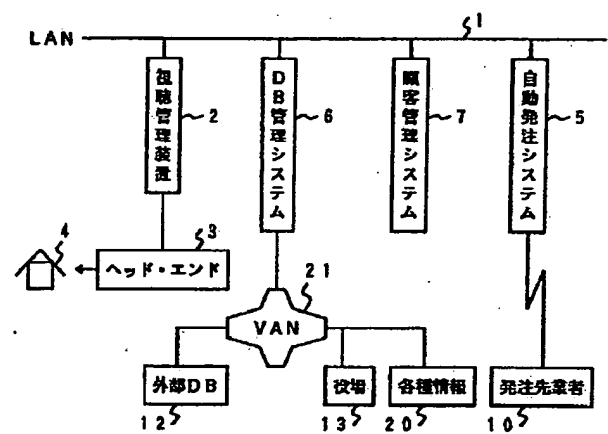 LAN
1
視聴管理装置
2
DB管理システム
6
顧客管理システム
7
自動発注システム
5
4
3
ヘッド・エンド
21
VAN
外部DB
役場
各種情報
発注先業者
12
13
20
10